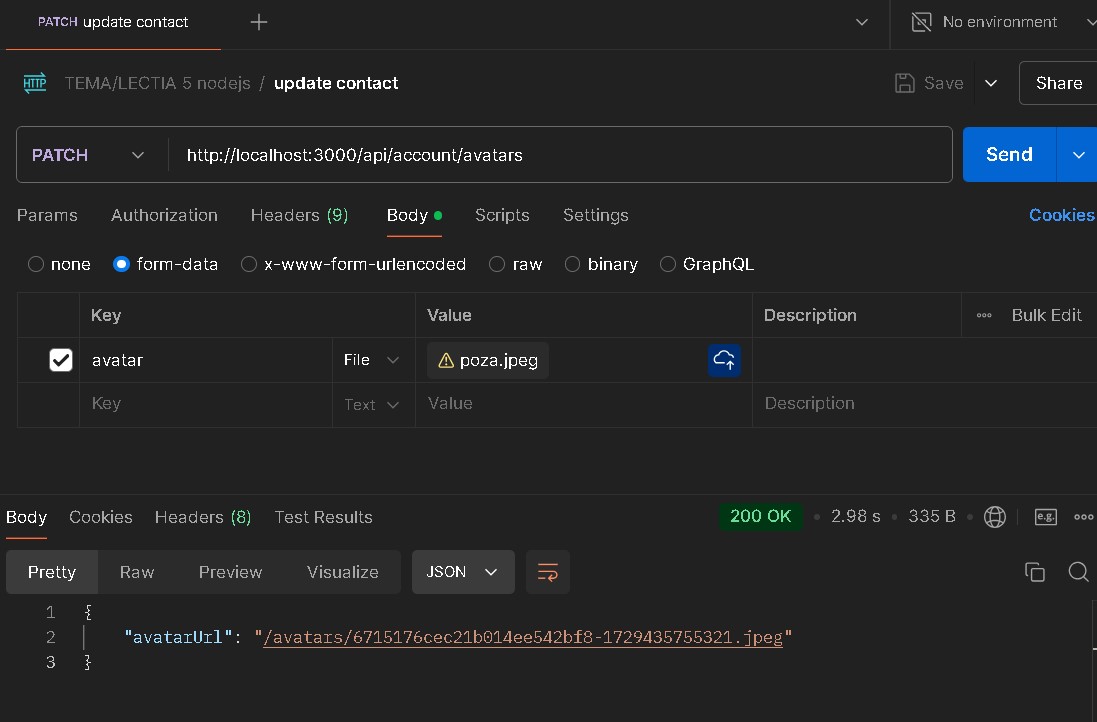 PATCH update contact
No environment
HTTP TEMA/LECTIA 5 nodejs / update contact Save Share
PATCH http://localhost:3000/api/account/avatars Send
Params Authorization Headers (9) Body Scripts Settings Cookies
none form-data x-www-form-urlencoded raw binary GraphQL
Key Value Description Bulk Edit
avatar File poza.jpeg
Key Text Value Description
Body Cookies Headers (8) Test Results 200 OK 2.98 s 335 B e.g.
Pretty Raw Preview Visualize JSON
1 {
2 "avatarUrl": "/avatars/6715176cec21b014ee542bf8-1729435755321.jpeg"
3 }